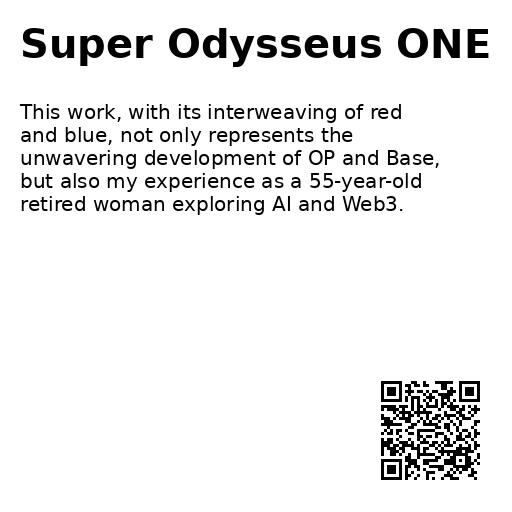 Super Odysseus ONE
This work, with its interweaving of red
and blue, not only represents the
unwavering development of OP and Base,
but also my experience as a 55-year-old
retired woman exploring AI and Web3.